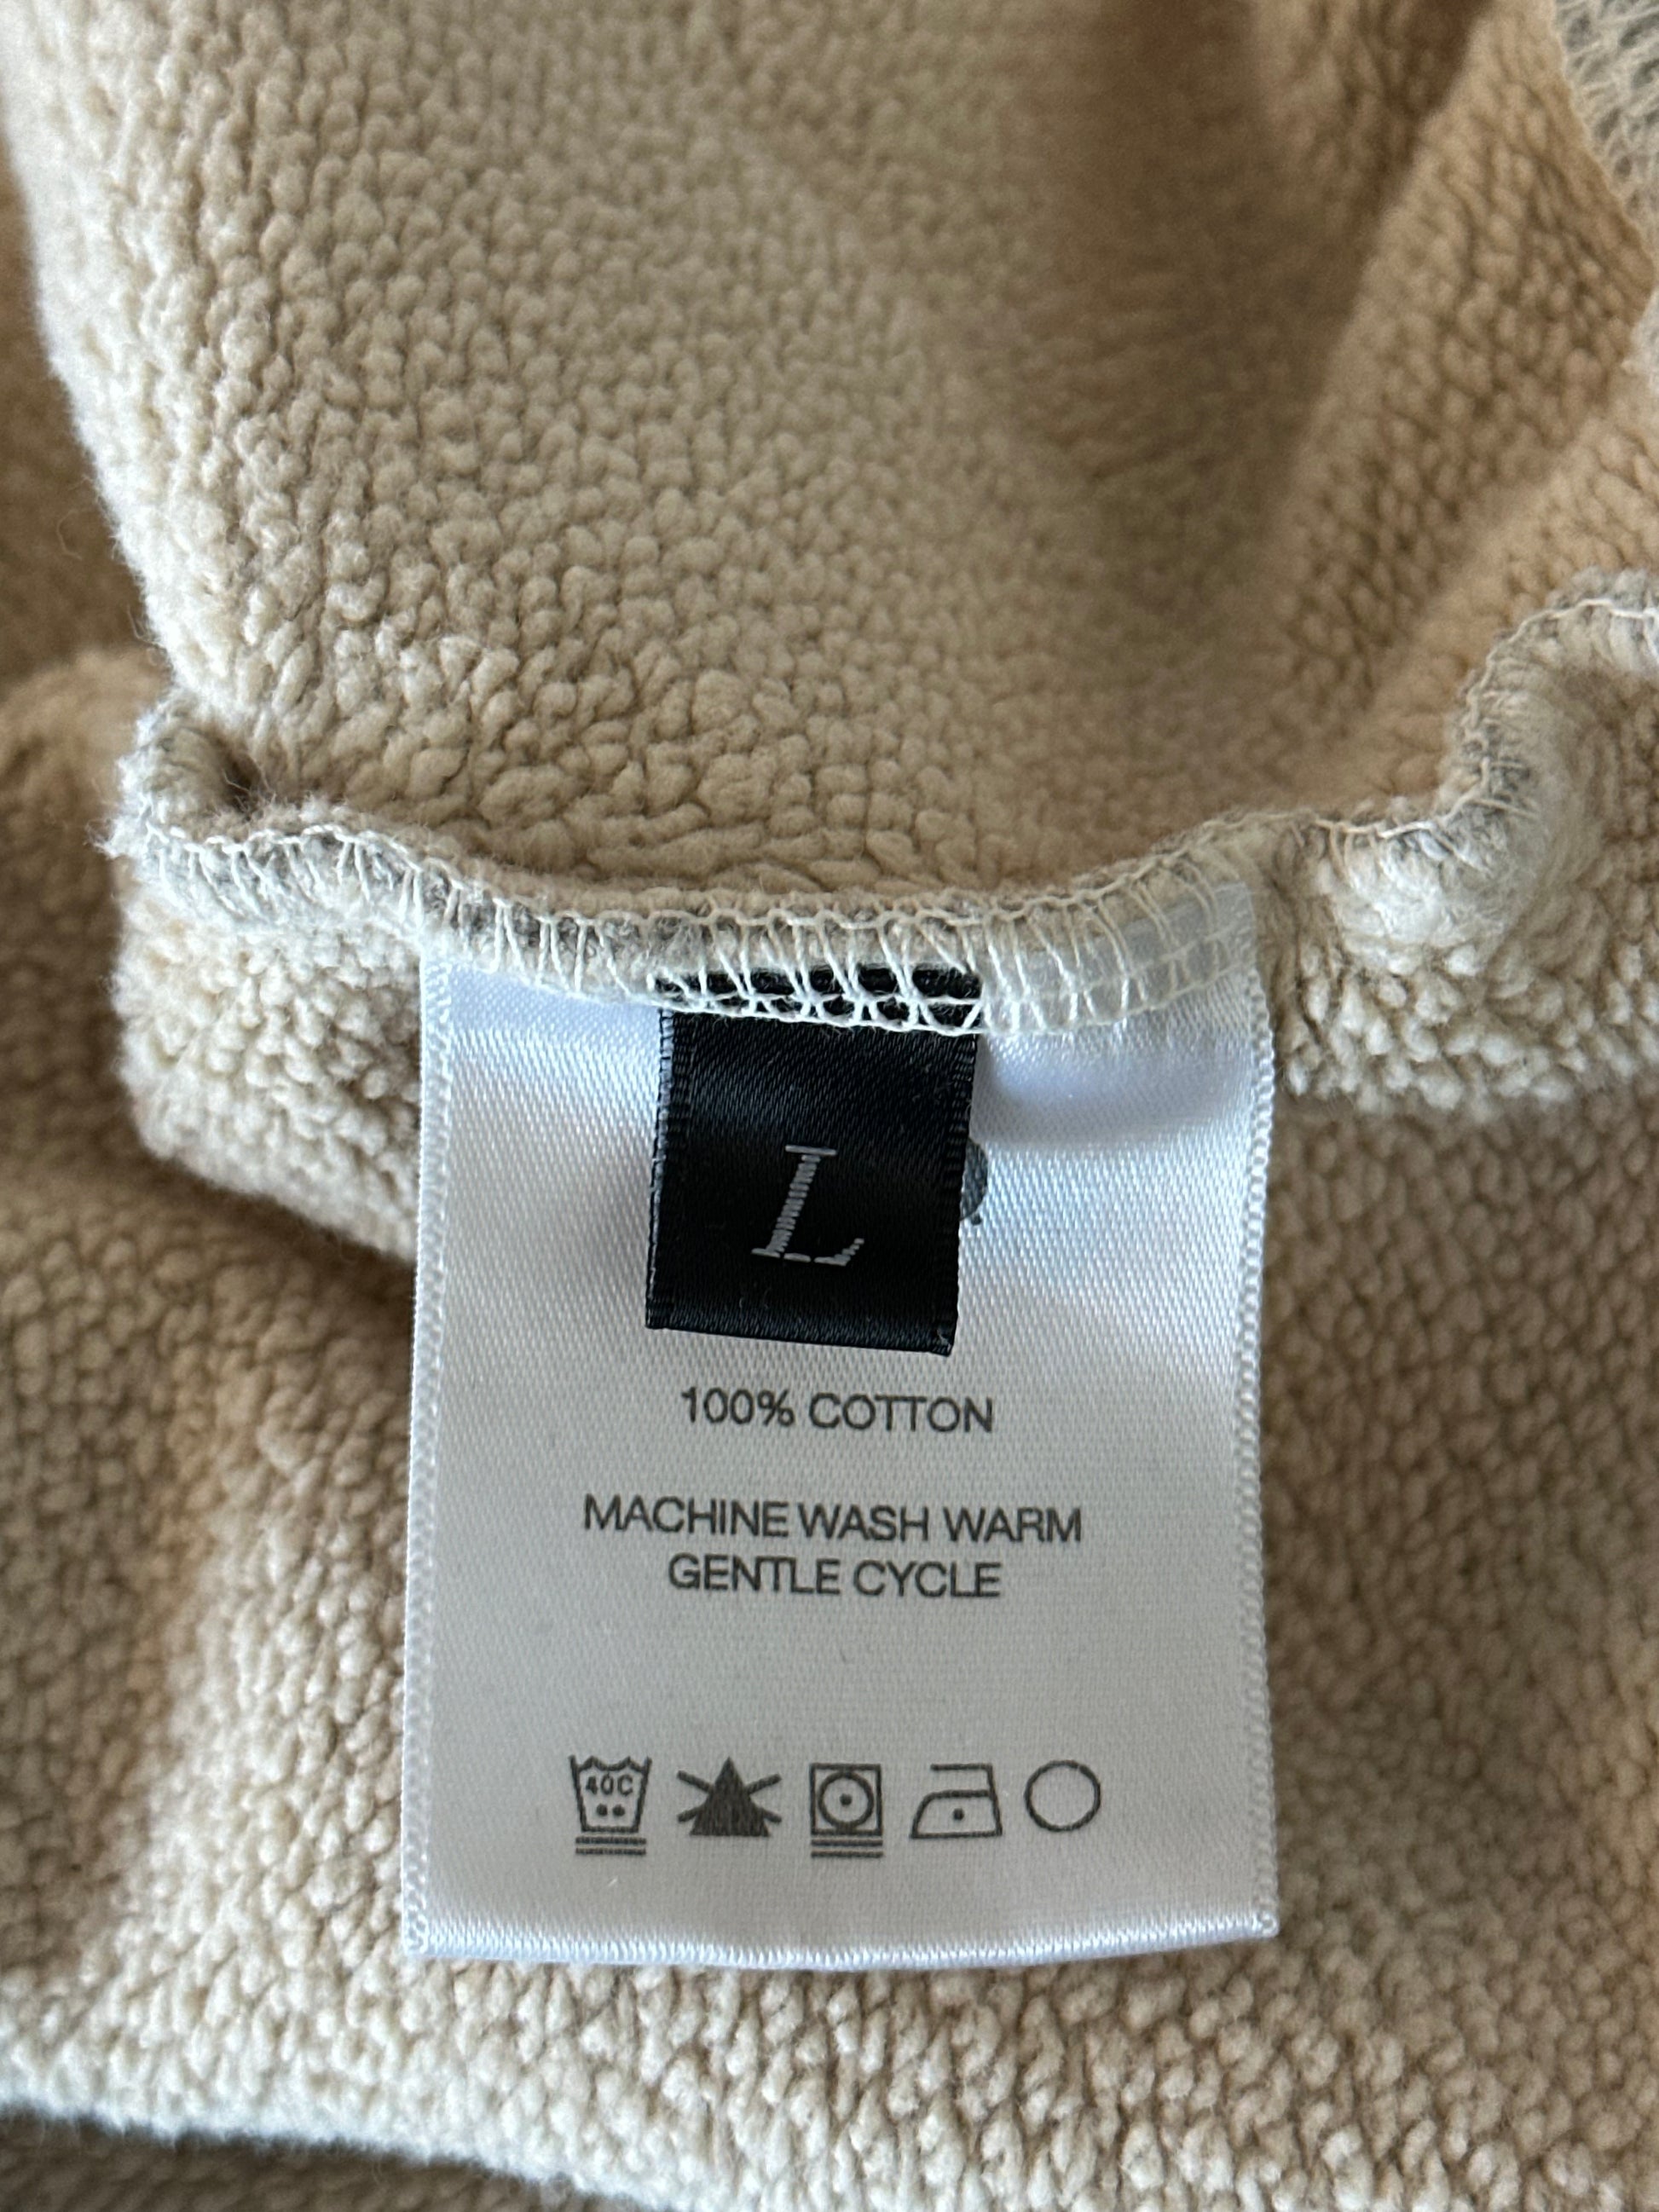 L
100% COTTON
MACHINE WASH WARM
GENTLE CYCLE
40C